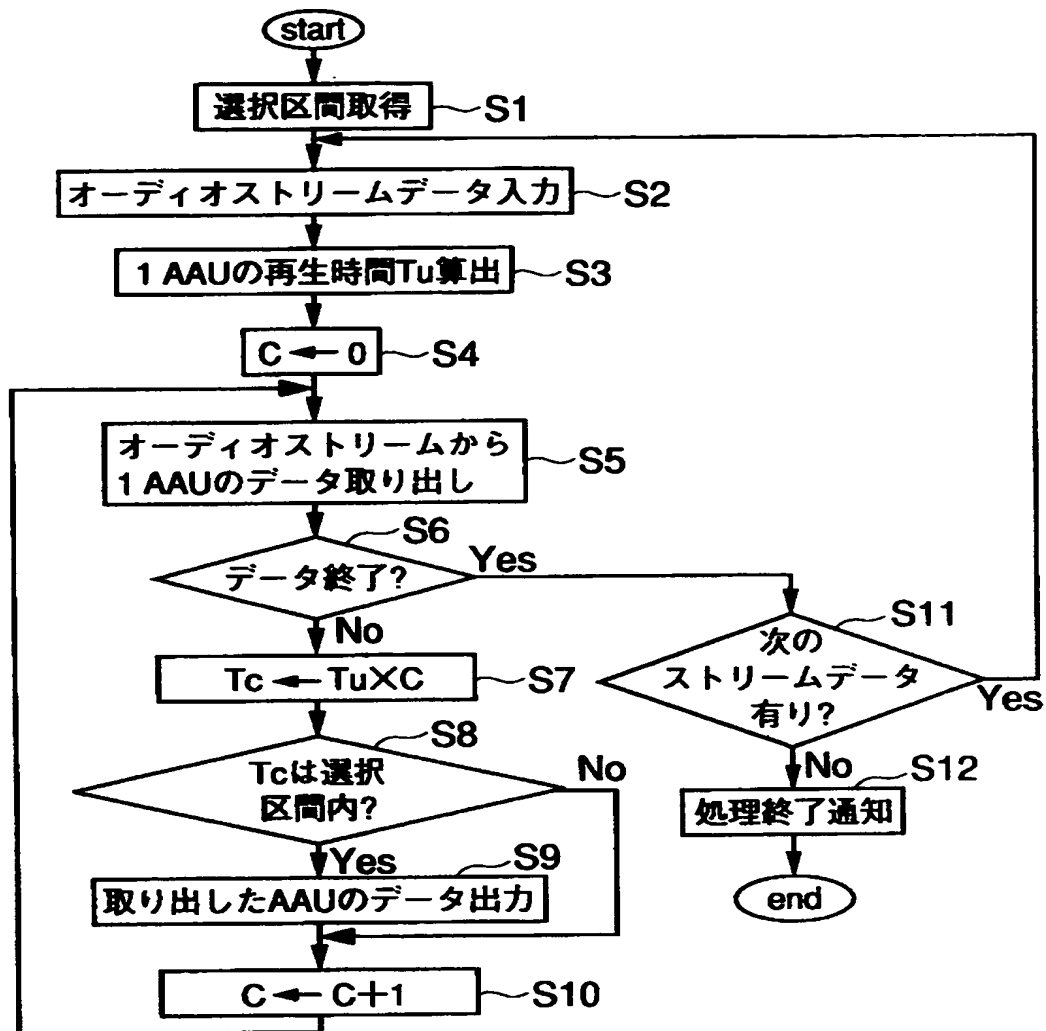 start
選択区間取得
S1
オーディオストリームデータ入力
S2
1 AAUの再生時間Tu算出
S3
C ← 0
S4
オーディオストリームから
1 AAUのデータ取り出し
S5
S6
データ終了?
Yes
No
S11
次の
ストリームデータ
有り?
Yes
Tc ← Tu×C
S7
S8
Tcは選択
区間内?
No
Yes
No
S12
処理終了通知
S9
取り出したAAUのデータ出力
end
C ← C+1
S10